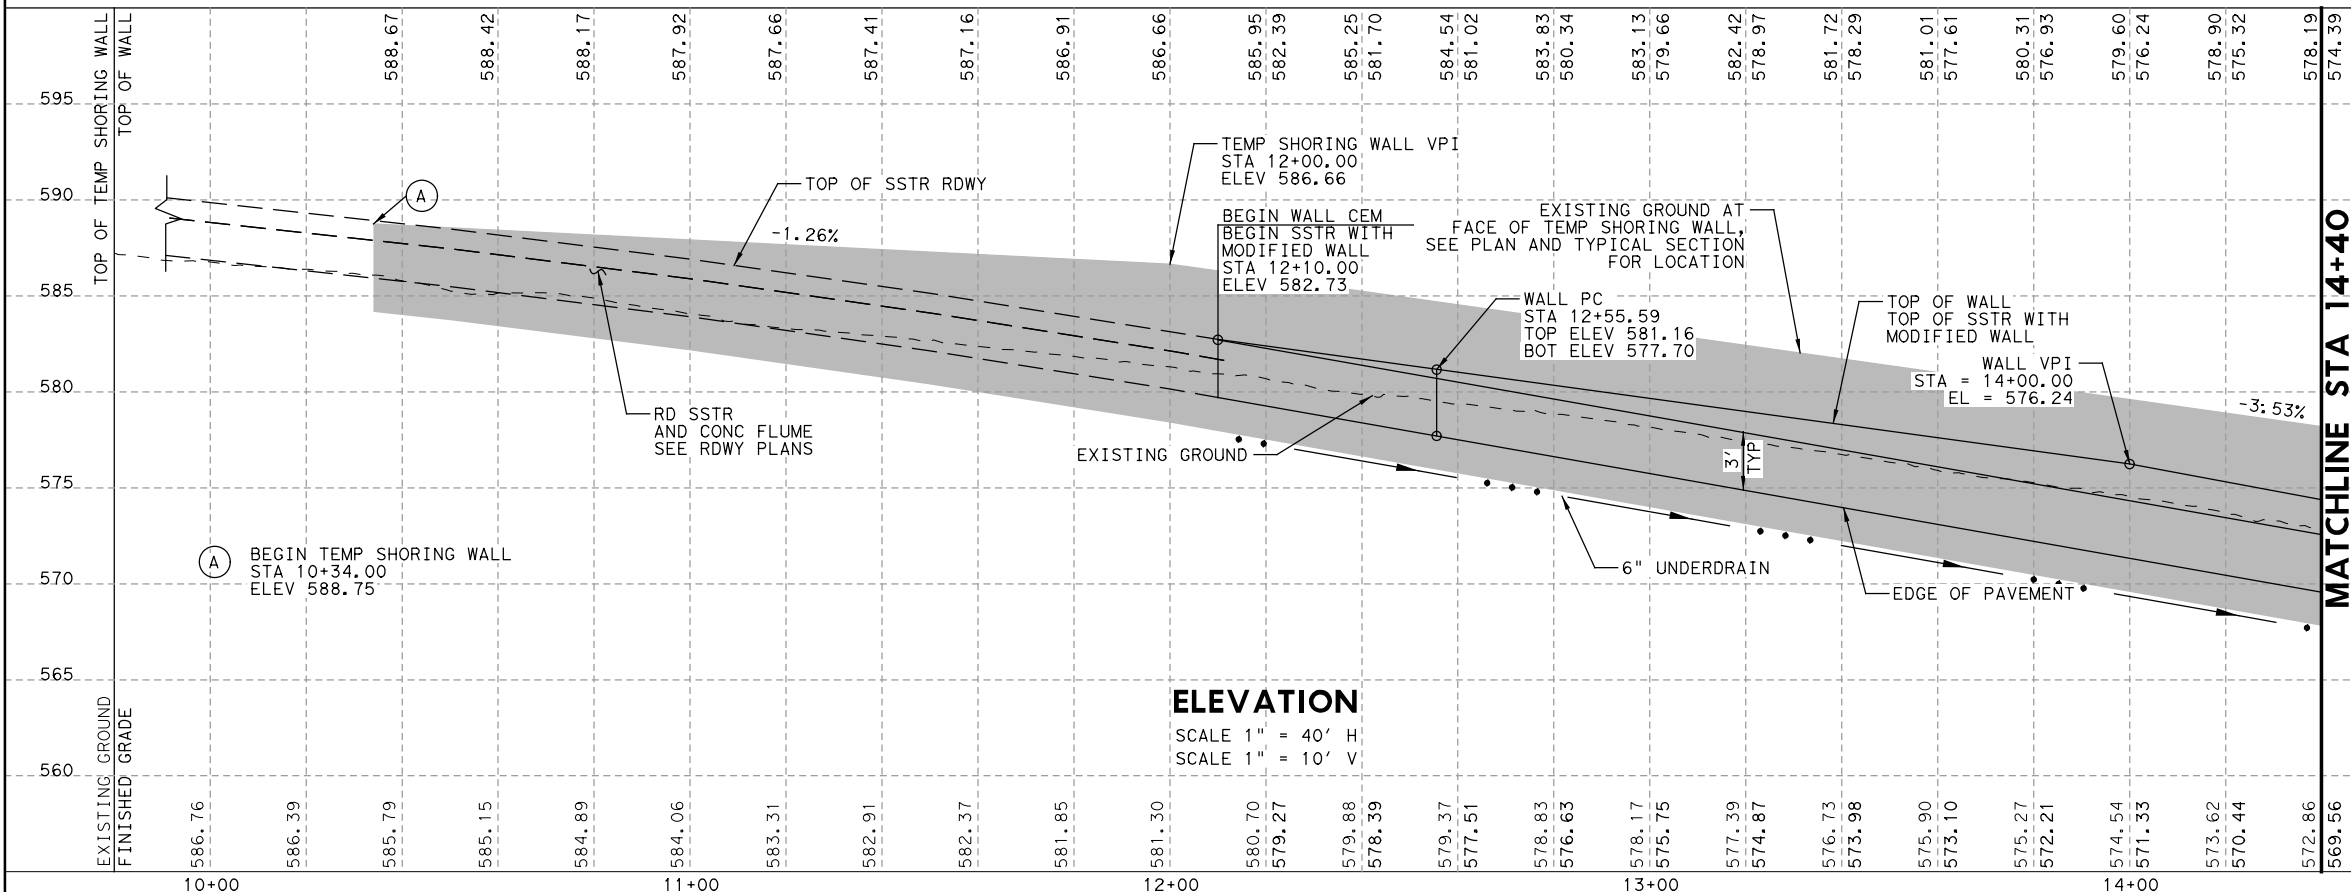 TOP OF TEMP SHORING WALL
TOP OF WALL
588.67
588.42
588.17
587.92
587.66
587.41
587.16
586.91
586.66
585.95
582.39
585.25
581.70
584.54
581.02
583.83
580.34
583.13
579.66
582.42
578.97
581.72
578.29
581.01
577.61
580.31
576.93
579.60
576.24
578.90
575.32
578.19
574.39
595
590
585
580
575
570
565
560
A
-1.26%
TOP OF SSTR RDWY
TEMP SHORING WALL VPI
STA 12+00.00
ELEV 586.66
BEGIN WALL CEM
BEGIN SSTR WITH
MODIFIED WALL
STA 12+10.00
ELEV 582.73
EXISTING GROUND AT
FACE OF TEMP SHORING WALL,
SEE PLAN AND TYPICAL SECTION
FOR LOCATION
WALL PC
STA 12+55.59
TOP ELEV 581.16
BOT ELEV 577.70
TOP OF WALL
TOP OF SSTR WITH
MODIFIED WALL
WALL VPI
STA = 14+00.00
EL = 576.24
-3.53%
MATCHLINE STA 14+40
RD SSTR
AND CONC FLUME
SEE RDWY PLANS
EXISTING GROUND
3'
TYP
A
BEGIN TEMP SHORING WALL
STA 10+34.00
ELEV 588.75
6" UNDERDRAIN
EDGE OF PAVEMENT
ELEVATION
SCALE 1" = 40' H
SCALE 1" = 10' V
EXISTING GROUND
FINISHED GRADE
586.76
586.39
585.79
585.15
584.89
584.06
583.31
582.91
582.37
581.85
581.30
580.70
579.27
579.88
578.39
579.37
577.51
578.83
576.63
578.17
575.75
577.39
574.87
576.73
573.98
575.90
573.10
575.27
572.21
574.54
571.33
573.62
570.44
572.86
569.56
10+00
11+00
12+00
13+00
14+00